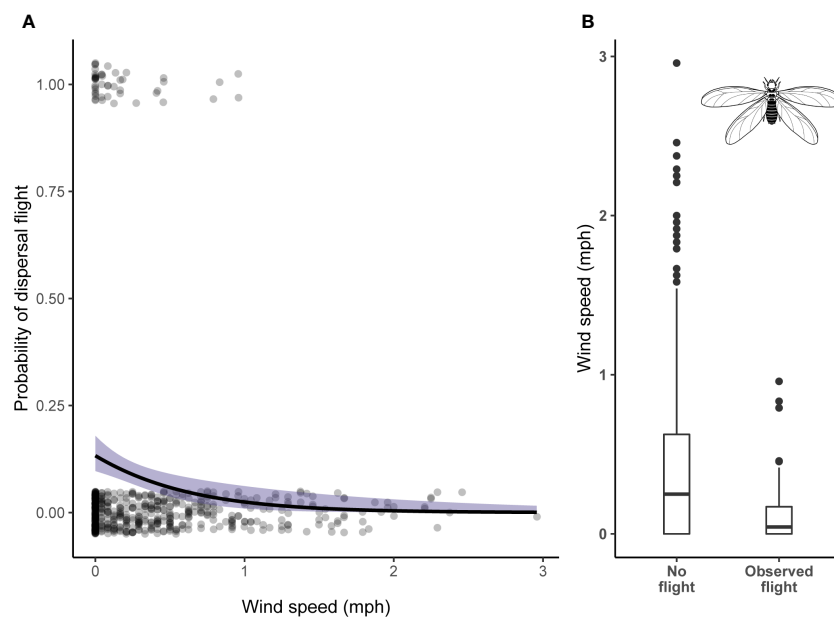 A
Probability of dispersal flight
1.00
0.75
0.50
0.25
0.00
0 1 2 3
Wind speed (mph)
B
Wind speed (mph)
3
2
1
0
No flight
Observed flight